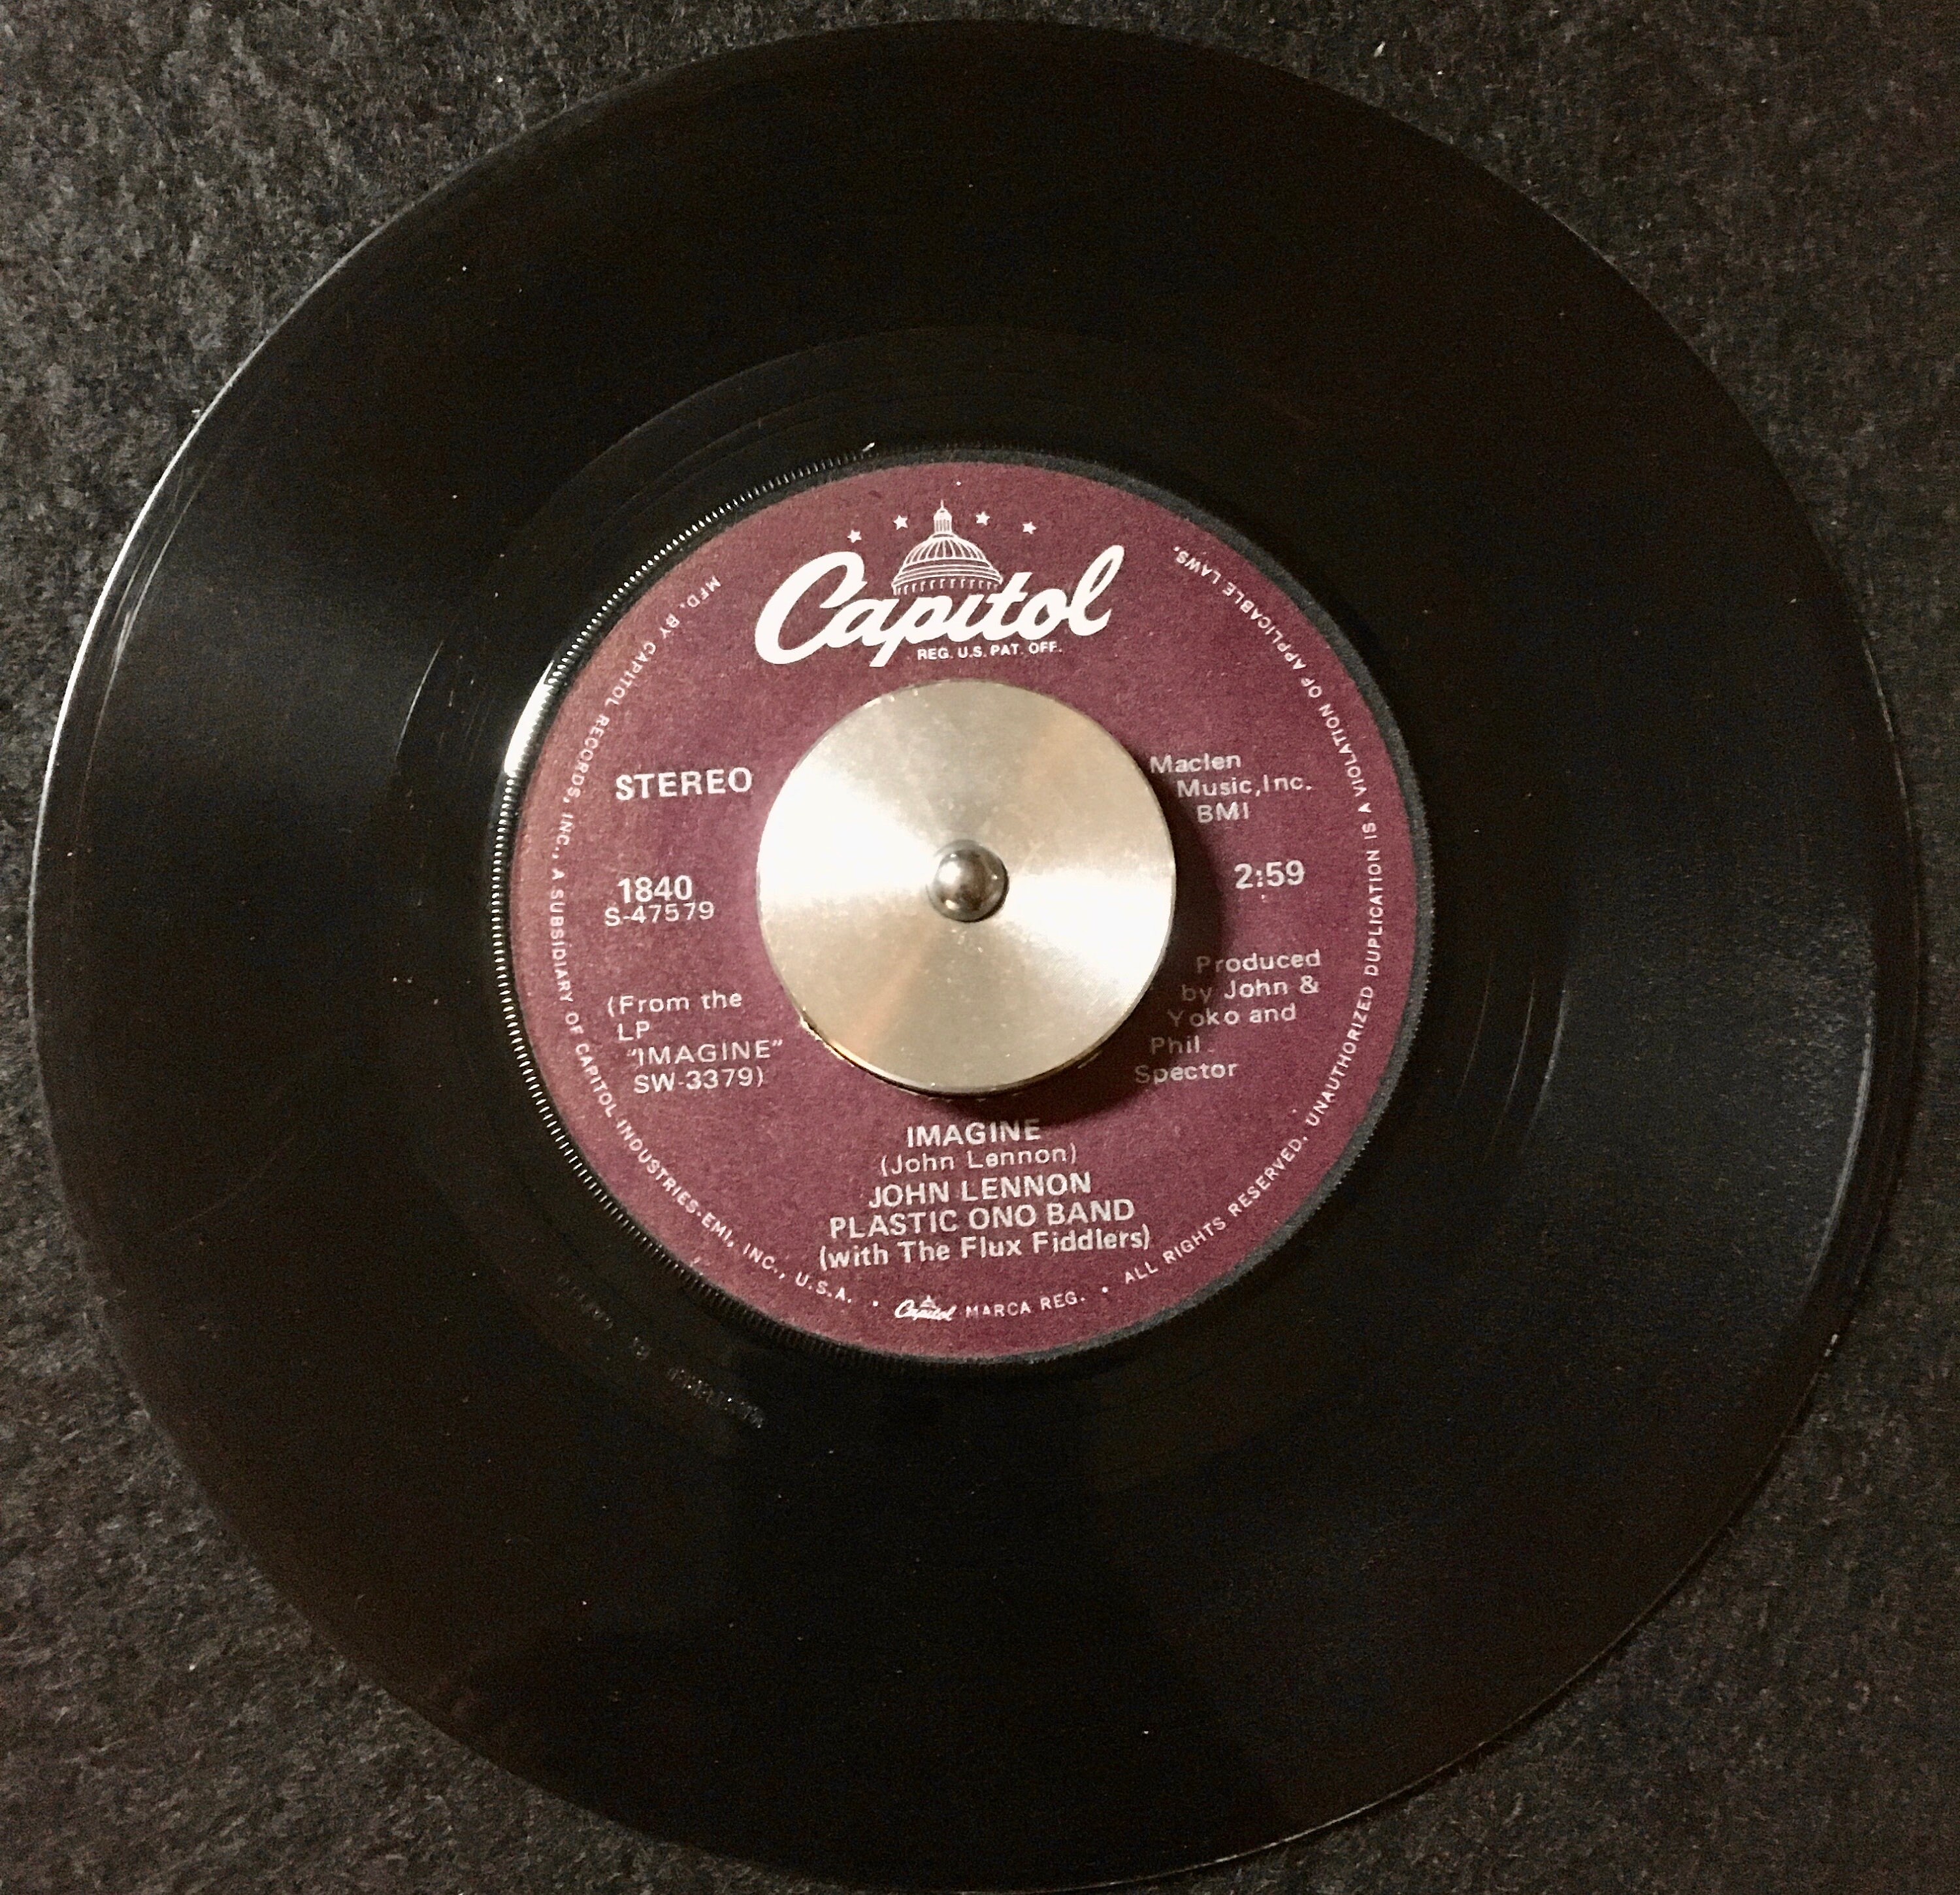 Capitol
REG. U.S. PAT. OFF.
STEREO
1840
S-47579
(From the
LP
"IMAGINE"
SW-3379)
Maclen
Music,Inc.
BMI
2:59
Produced
by John &
Yoko and
Phil
Spector
IMAGINE
(John Lennon)
JOHN LENNON
PLASTIC ONO BAND
(with The Flux Fiddlers)
MFD. BY CAPITOL RECORDS, INC., A SUBSIDIARY OF CAPITOL INDUSTRIES-EMI, INC., U.S.A. • Capitol MARCA REG. • ALL RIGHTS RESERVED. UNAUTHORIZED DUPLICATION IS A VIOLATION OF APPLICABLE LAWS.